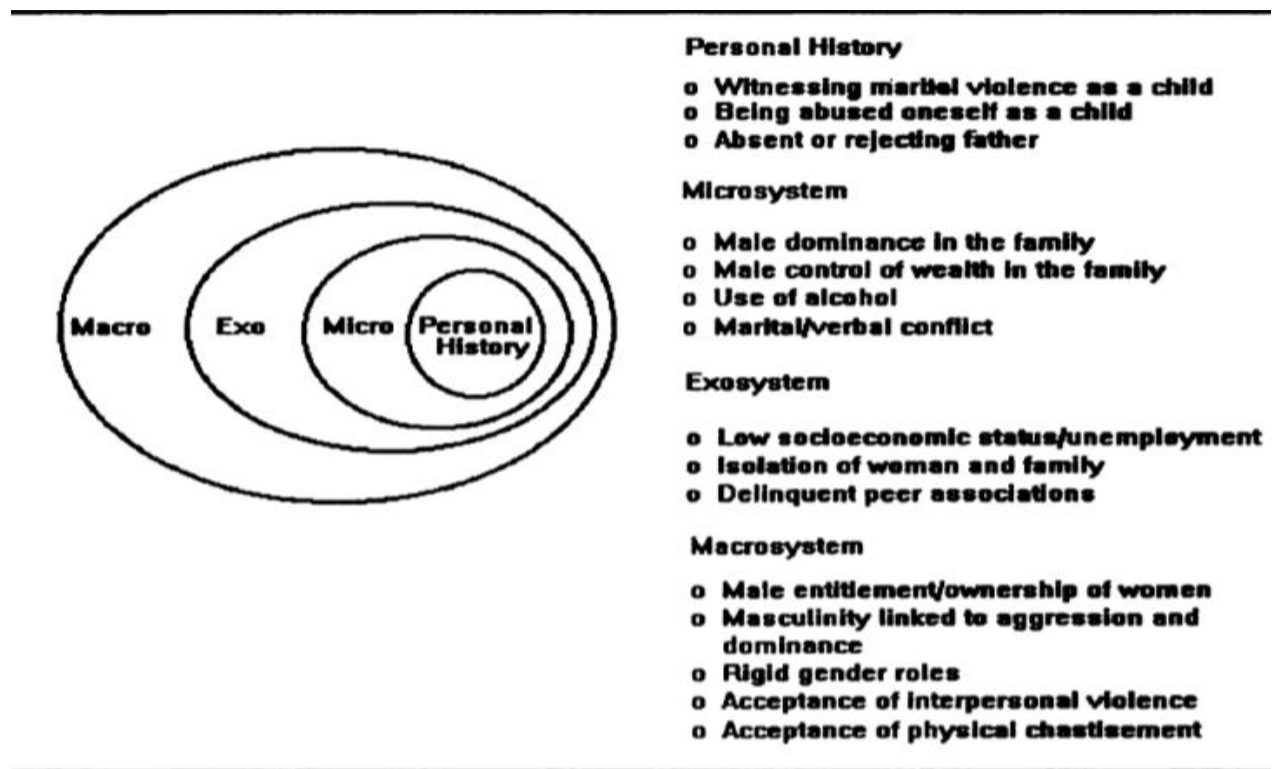 Macro
Exo
Micro
Personal
History
Personal History
o Witnessing marital violence as a child
o Being abused oneself as a child
o Absent or rejecting father
Microsystem
o Male dominance in the family
o Male control of wealth in the family
o Use of alcohol
o Marital/verbal conflict
Exosystem
o Low socioeconomic status/unemployment
o Isolation of woman and family
o Delinquent peer associations
Macrosystem
o Male entitlement/ownership of women
o Masculinity linked to aggression and
dominance
o Rigid gender roles
o Acceptance of interpersonal violence
o Acceptance of physical chastisement